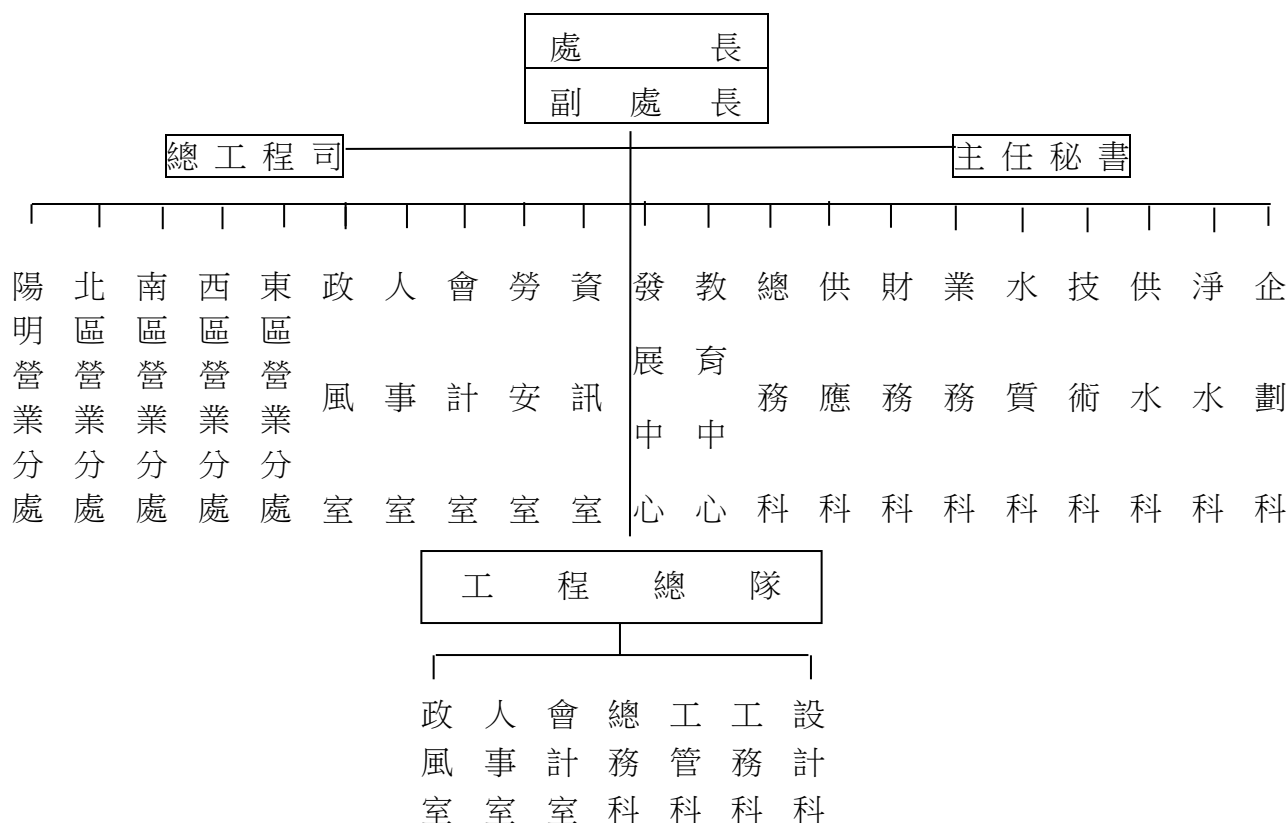 處長
副處長
總工程司
主任秘書
企劃科
淨水科
供水科
技術科
水質科
業務科
財務科
供應科
總務科
教育中心
發展中心
資訊室
勞安室
會計室
人事室
政風室
東區營業分處
西區營業分處
南區營業分處
北區營業分處
陽明營業分處
工程總隊
設計科
工務科
工管科
總務科
會計室
人事室
政風室